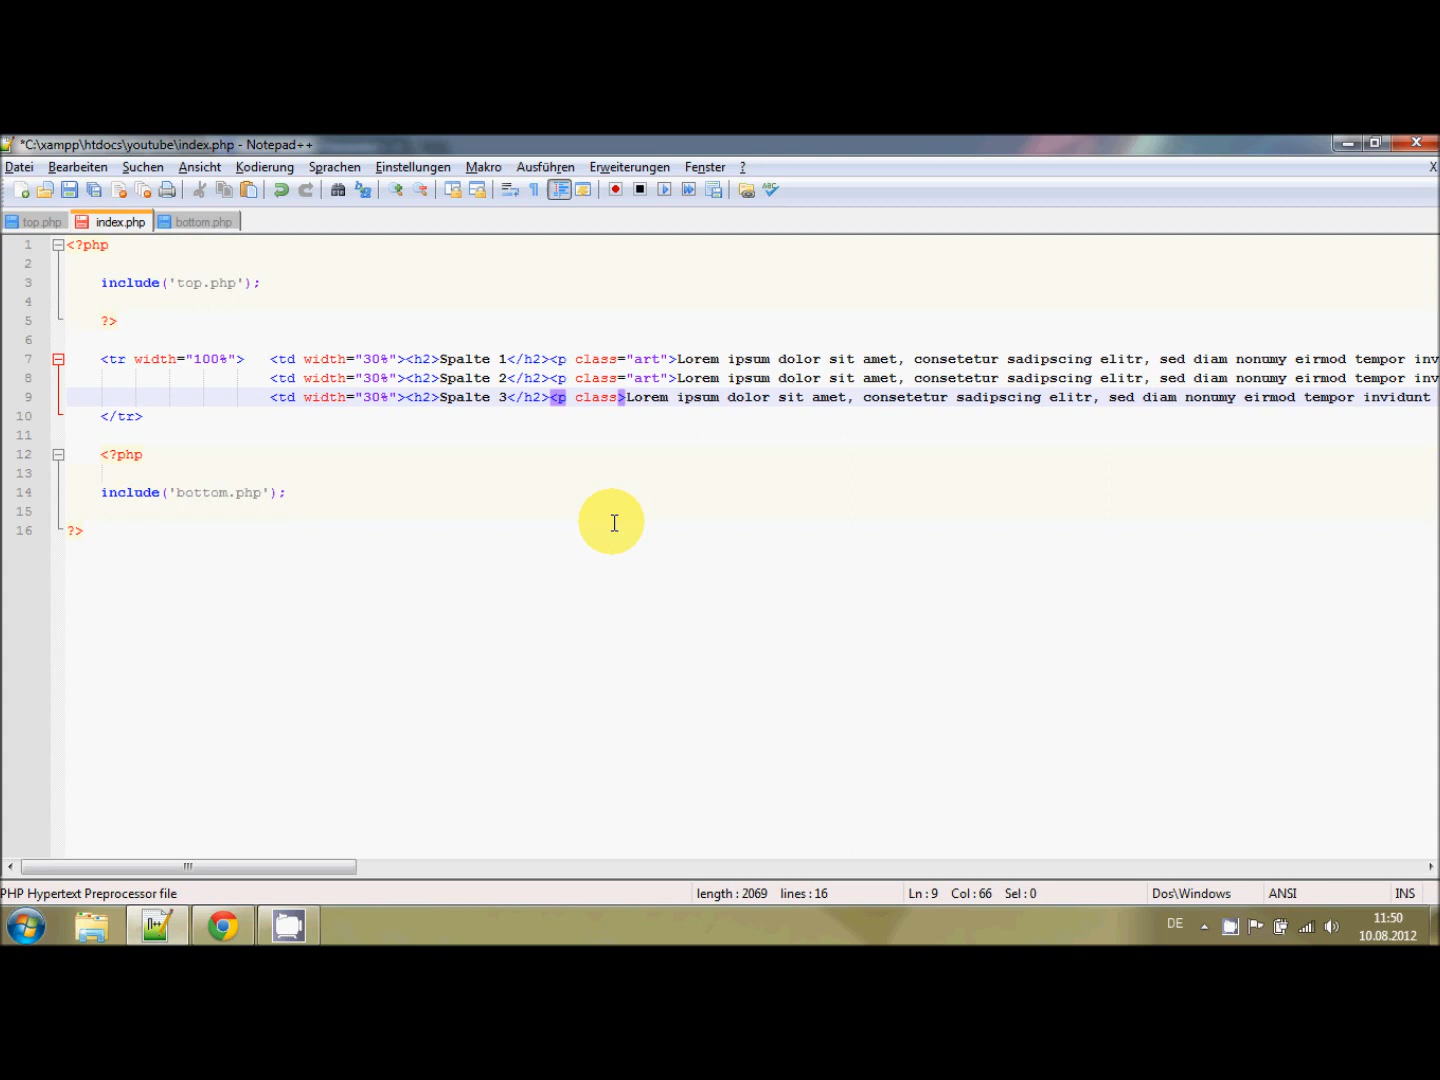 *C:\xampp\htdocs\youtube\index.php - Notepad++
Datei Bearbeiten Suchen Ansicht Kodierung Sprachen Einstellungen Makro Ausführen Erweiterungen Fenster ? X
top.php index.php bottom.php
1 <?php
2
3 include('top.php');
4
5 ?>
6
7 <tr width="100%"> <td width="30%"><h2>Spalte 1</h2><p class="art">Lorem ipsum dolor sit amet, consetetur sadipscing elitr, sed diam nonumy eirmod tempor inv
8 <td width="30%"><h2>Spalte 2</h2><p class="art">Lorem ipsum dolor sit amet, consetetur sadipscing elitr, sed diam nonumy eirmod tempor inv
9 <td width="30%"><h2>Spalte 3</h2><p class>Lorem ipsum dolor sit amet, consetetur sadipscing elitr, sed diam nonumy eirmod tempor invidunt
10 </tr>
11
12 <?php
13
14 include('bottom.php');
15
16 ?>
PHP Hypertext Preprocessor file length : 2069 lines : 16 Ln : 9 Col : 66 Sel : 0 Dos\Windows ANSI INS
DE 11:50
10.08.2012